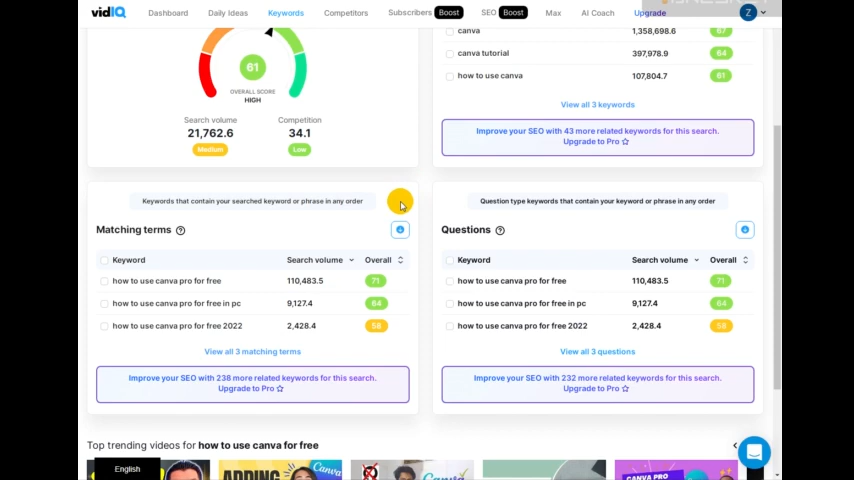 vidIQ Dashboard Daily Ideas Keywords Competitors Subscribers Boost SEO Boost Max AI Coach Upgrade Z
61
OVERALL SCORE
HIGH
Search volume Competition
21,762.6 34.1
Medium Low
canva 1,358,698.6 67
canva tutorial 397,978.9 64
how to use canva 107,804.7 61
View all 3 keywords
Improve your SEO with 43 more related keywords for this search.
Upgrade to Pro
Keywords that contain your searched keyword or phrase in any order
Matching terms
Keyword Search volume Overall
how to use canva pro for free 110,483.5 71
how to use canva pro for free in pc 9,127.4 64
how to use canva pro for free 2022 2,428.4 58
View all 3 matching terms
Improve your SEO with 238 more related keywords for this search.
Upgrade to Pro
Question type keywords that contain your keyword or phrase in any order
Questions
Keyword Search volume Overall
how to use canva pro for free 110,483.5 71
how to use canva pro for free in pc 9,127.4 64
how to use canva pro for free 2022 2,428.4 58
View all 3 questions
Improve your SEO with 232 more related keywords for this search.
Upgrade to Pro
Top trending videos for how to use canva for free
English
ADDING
Canva
Canva
CANVA PRO